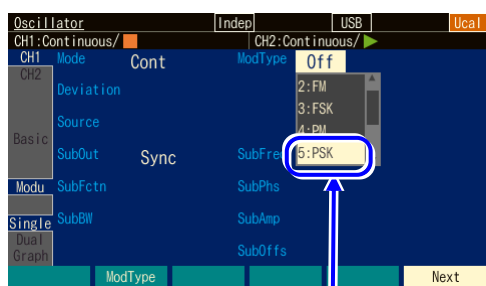 Oscillator Indep USB Ucal
CH1:Continuous/ CH2:Continuous/
CH1 Mode Cont ModType Off
CH2
Deviation 2:FM
3:FSK
Source 4:PM
Basic
SubOut Sync SubFre 5:PSK
Modu SubFctn SubPhs
Single SubBW SubAmp
Dual
Graph SubOffs
ModType Next